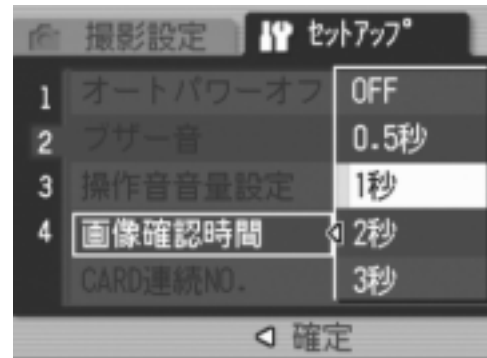 撮影設定 セットアップ
1 オートパワーオフ OFF
2 ブザー音 0.5秒
3 操作音音量設定 1秒
4 画像確認時間 2秒
CARD連続NO. 3秒
確定